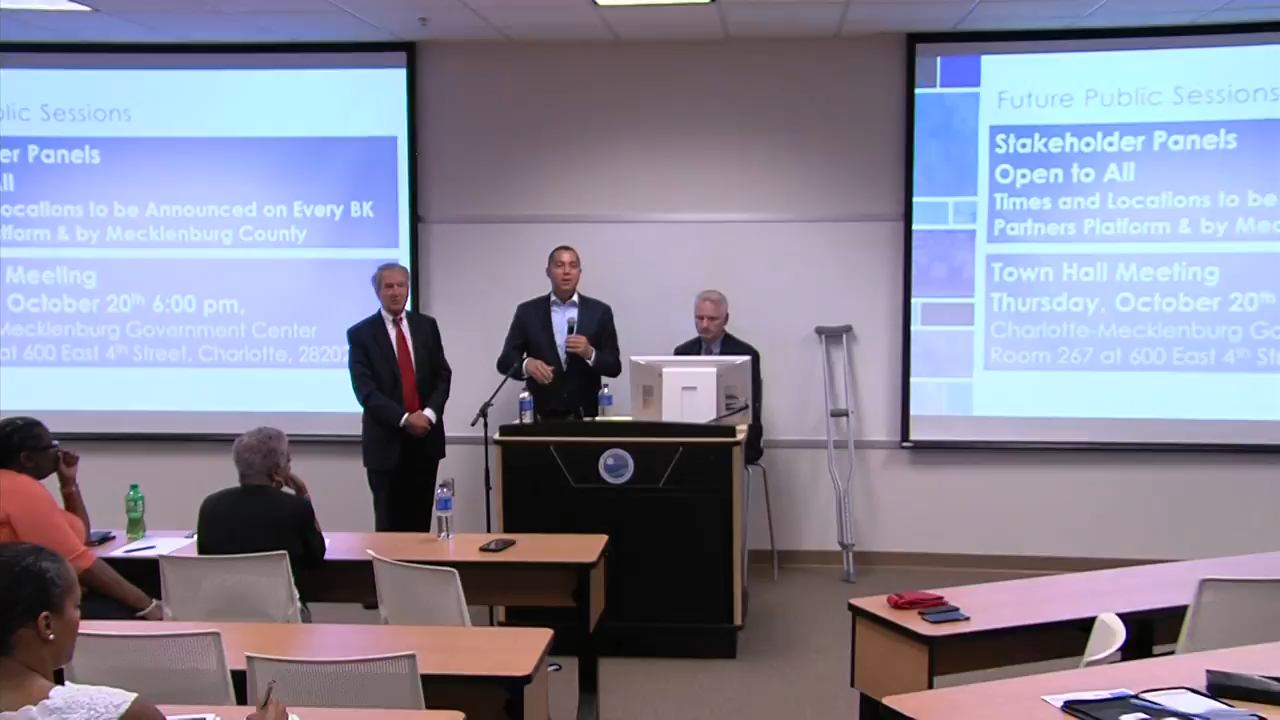 lic Sessions
er Panels
ll
ocations to be Announced on Every BK
tform & by Mecklenburg County
Meeting
October 20th 6:00 pm,
Mecklenburg Government Center
at 600 East 4th Street, Charlotte, 28202
Future Public Sessions
Stakeholder Panels
Open to All
Times and Locations to be
Partners Platform & by Mec
Town Hall Meeting
Thursday, October 20th
Charlotte-Mecklenburg Go
Room 267 at 600 East 4th St